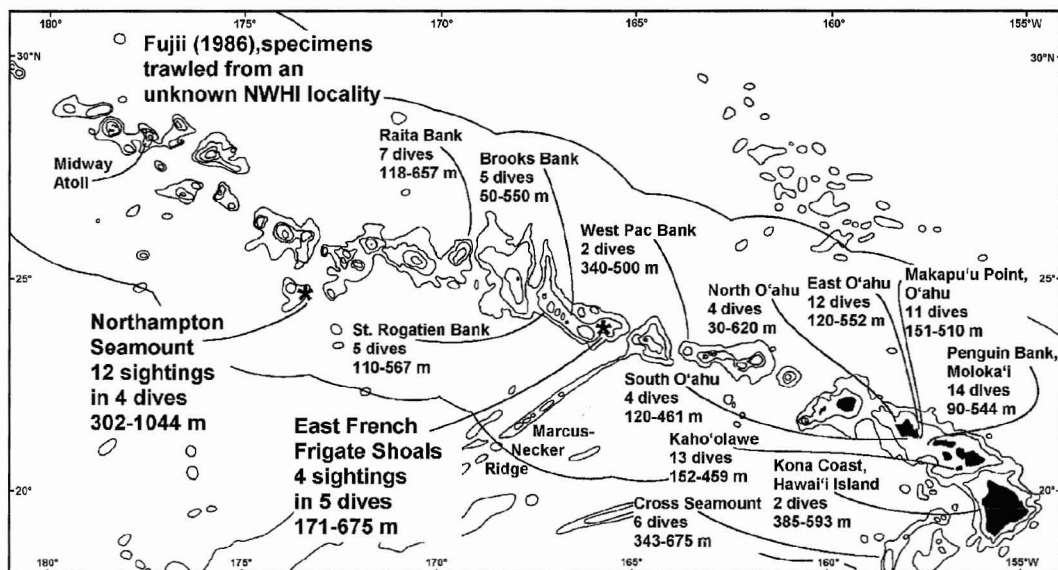 180°
175°
170°
165°
160°
155°W
30°N
30°N
Fujii (1986),specimens
trawled from an
unknown NWHI locality
Midway
Atoll
Raita Bank
7 dives
118-657 m
Brooks Bank
5 dives
50-550 m
West Pac Bank
2 dives
340-500 m
North O‘ahu
4 dives
30-620 m
East O‘ahu
12 dives
120-552 m
Makapu‘u Point,
O‘ahu
11 dives
151-510 m
Penguin Bank,
Moloka‘i
14 dives
90-544 m
25°
25°
Northampton
Seamount
12 sightings
in 4 dives
302-1044 m
St. Rogatien Bank
5 dives
110-567 m
East French
Frigate Shoals
4 sightings
in 5 dives
171-675 m
Marcus-
Necker
Ridge
South O‘ahu
4 dives
120-461 m
Kaho‘olawe
13 dives
152-459 m
Kona Coast,
Hawai‘i Island
2 dives
385-593 m
Cross Seamount
6 dives
343-675 m
20°
20°
180°
175°
170°
165°
160°
155°W